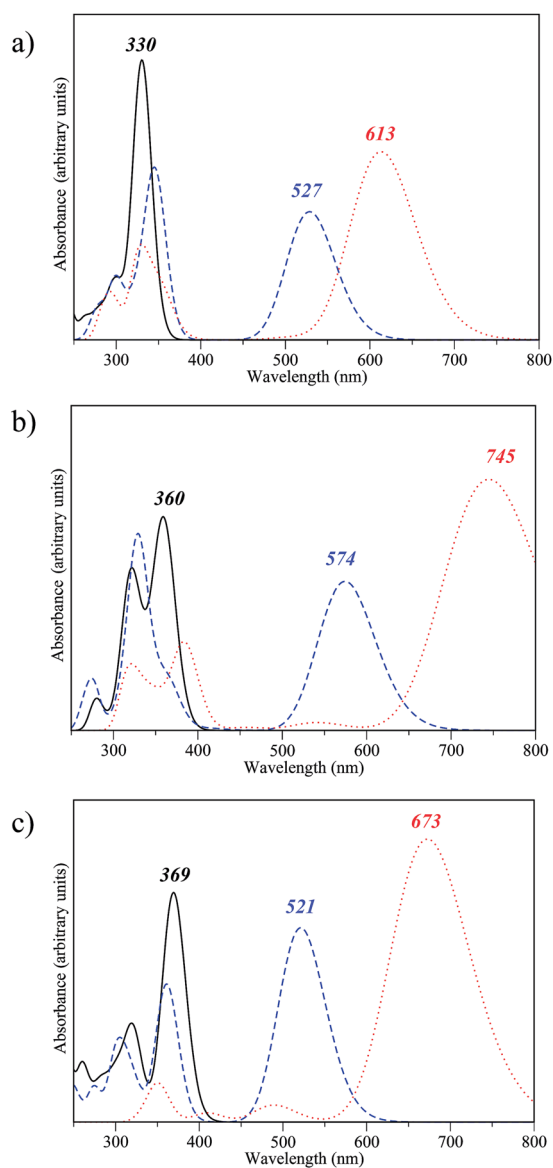 a)
330
613
527
Absorbance (arbitrary units)
300 400 500 600 700 800
Wavelength (nm)
b)
745
360
574
Absorbance (arbitrary units)
300 400 500 600 700 800
Wavelength (nm)
c)
673
369
521
Absorbance (arbitrary units)
300 400 500 600 700 800
Wavelength (nm)